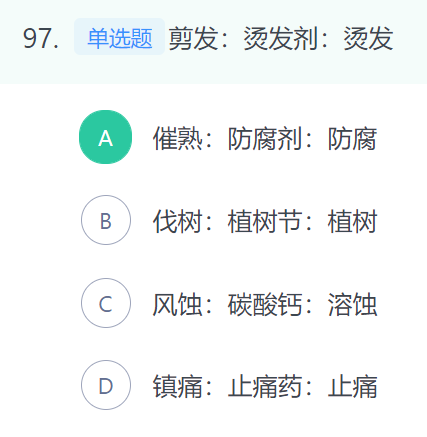 97. 单选题 剪发：烫发剂：烫发
A 催熟：防腐剂：防腐
B 伐树：植树节：植树
C 风蚀：碳酸钙：溶蚀
D 镇痛：止痛药：止痛